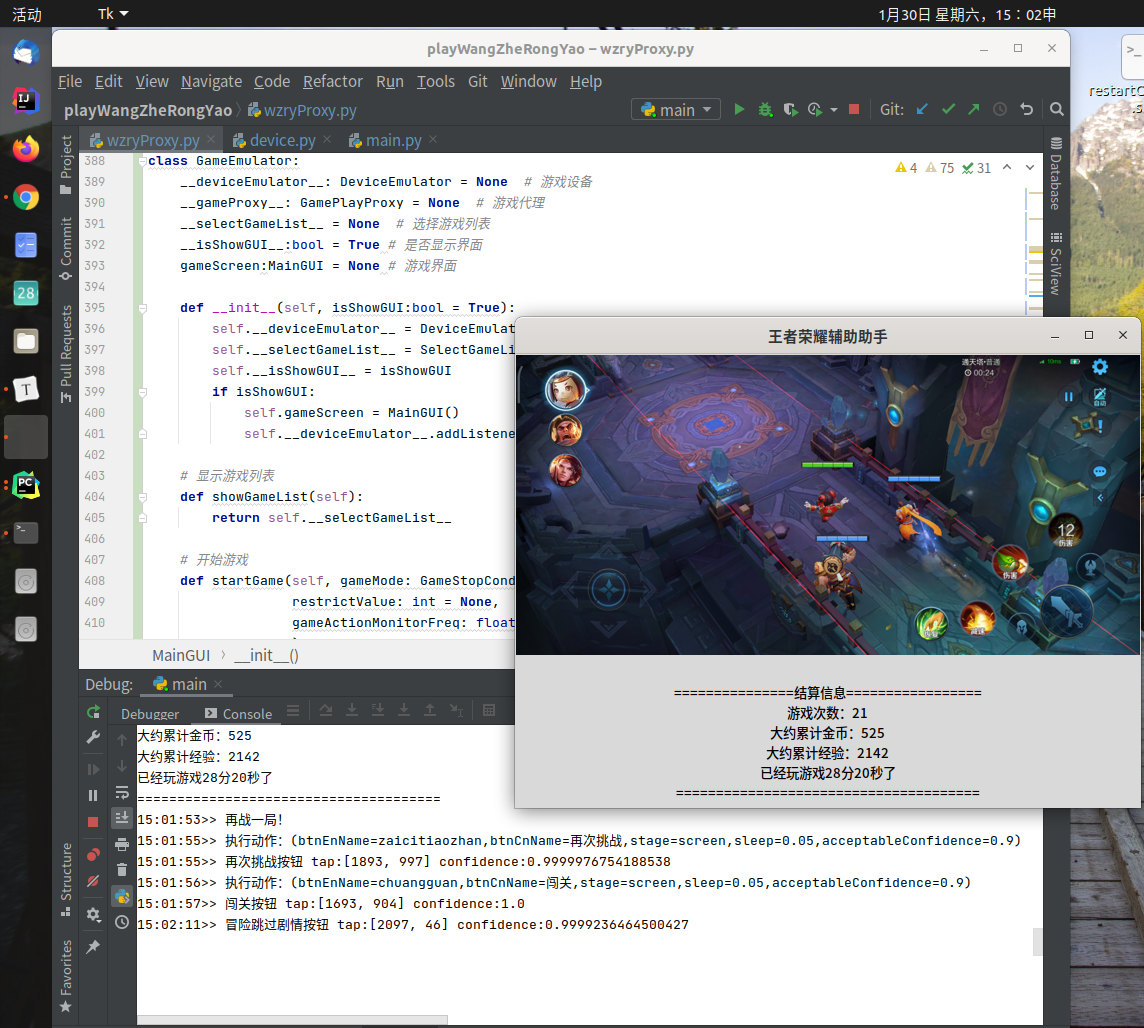 活动
Tk
1月30日 星期六，15：02申
playWangZheRongYao – wzryProxy.py
File Edit View Navigate Code Refactor Run Tools Git Window Help
playWangZheRongYao wzryProxy.py
main
Git:
wzryProxy.py
device.py
main.py
restartC
Project
Commit
Pull Requests
Structure
Favorites
Database
SciView
4 75 31
388 class GameEmulator:
389 __deviceEmulator__: DeviceEmulator = None # 游戏设备
390 __gameProxy__: GamePlayProxy = None # 游戏代理
391 __selectGameList__ = None # 选择游戏列表
392 __isShowGUI__:bool = True # 是否显示界面
393 gameScreen:MainGUI = None # 游戏界面
394
395 def __init__(self, isShowGUI:bool = True):
396 self.__deviceEmulator__ = DeviceEmulat
397 self.__selectGameList__ = SelectGameLi
398 self.__isShowGUI__ = isShowGUI
399 if isShowGUI:
400 self.gameScreen = MainGUI()
401 self.__deviceEmulator__.addListene
402
403 # 显示游戏列表
404 def showGameList(self):
405 return self.__selectGameList__
406
407 # 开始游戏
408 def startGame(self, gameMode: GameStopCond
409 restrictValue: int = None,
410 gameActionMonitorFreq: float
MainGUI › __init__()
王者荣耀辅助助手
通天塔·普通
00:24
10ms
自动
12
伤害
伤害
减速
28
===============结算信息=================
游戏次数：21
大约累计金币：525
大约累计经验：2142
已经玩游戏28分20秒了
======================================
Debug: main
Debugger
Console
大约累计金币：525
大约累计经验：2142
已经玩游戏28分20秒了
======================================
15:01:53>> 再战一局!
15:01:55>> 执行动作：(btnEnName=zaicitiaozhan,btnCnName=再次挑战,stage=screen,sleep=0.05,acceptableConfidence=0.9)
15:01:55>> 再次挑战按钮 tap:[1893, 997] confidence:0.9999976754188538
15:01:56>> 执行动作：(btnEnName=chuangguan,btnCnName=闯关,stage=screen,sleep=0.05,acceptableConfidence=0.9)
15:01:57>> 闯关按钮 tap:[1693, 904] confidence:1.0
15:02:11>> 冒险跳过剧情按钮 tap:[2097, 46] confidence:0.9999236464500427